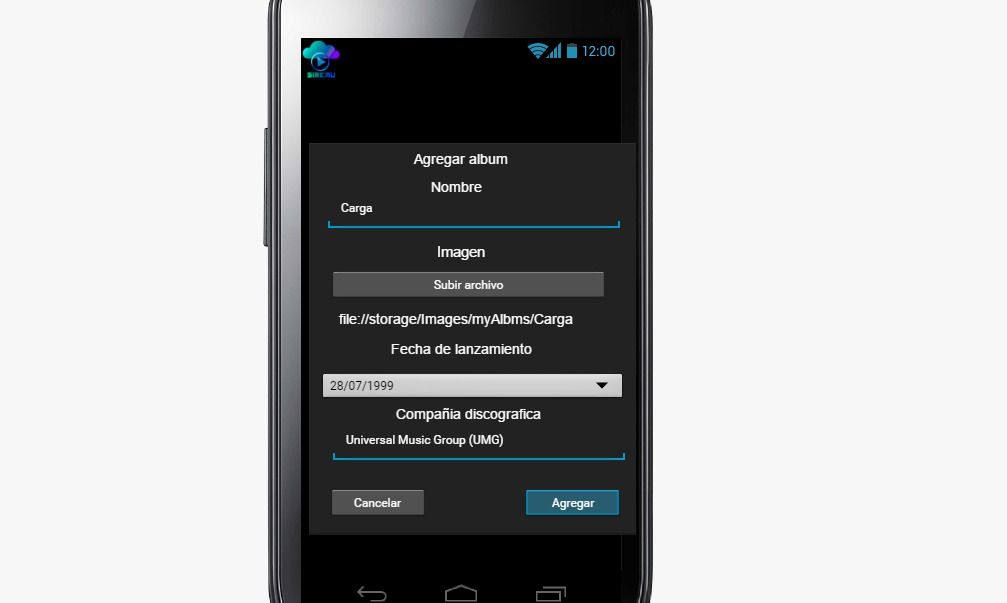 12:00
SIREMU
Agregar album
Nombre
Carga
Imagen
Subir archivo
file://storage/Images/myAlbms/Carga
Fecha de lanzamiento
28/07/1999
Compañia discografica
Universal Music Group (UMG)
Cancelar
Agregar